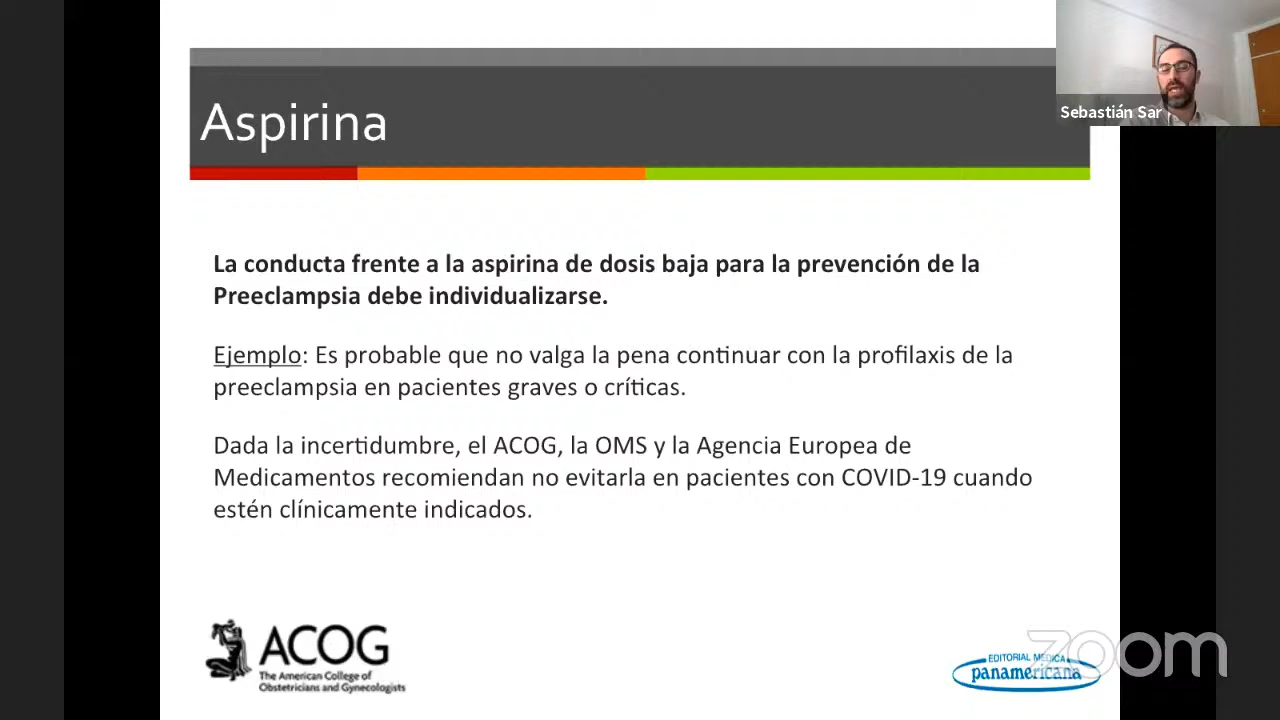 Aspirina
Sebastián Sar
La conducta frente a la aspirina de dosis baja para la prevención de la
Preeclampsia debe individualizarse.
Ejemplo: Es probable que no valga la pena continuar con la profilaxis de la
preeclampsia en pacientes graves o críticas.
Dada la incertidumbre, el ACOG, la OMS y la Agencia Europea de
Medicamentos recomiendan no evitarla en pacientes con COVID-19 cuando
estén clínicamente indicados.
ACOG
The American College of
Obstetricians and Gynecologists
EDITORIAL MEDICA
panamericana
zoom